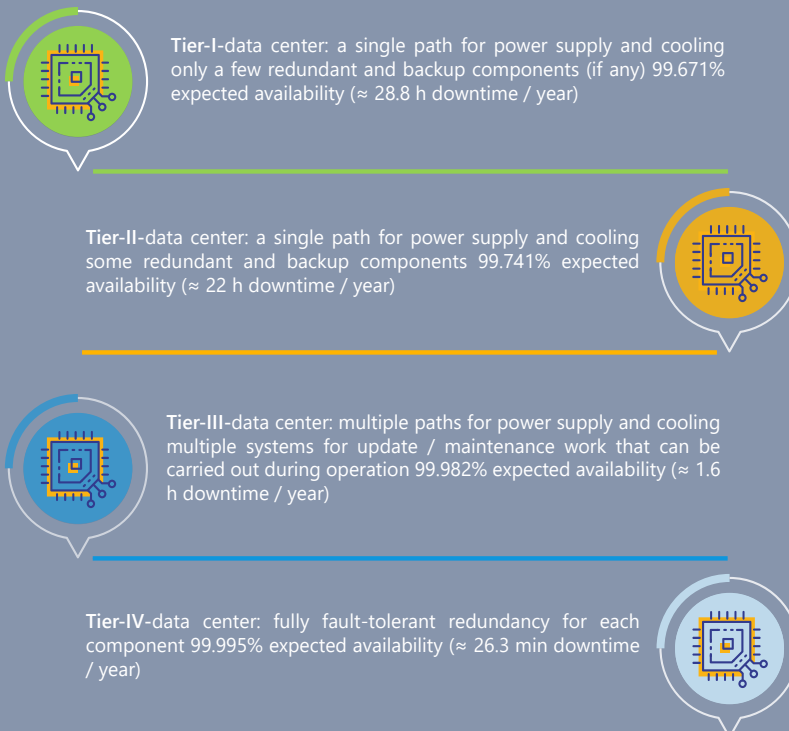 Tier-I-data center: a single path for power supply and cooling
only a few redundant and backup components (if any) 99.671%
expected availability (≈ 28.8 h downtime / year)
Tier-II-data center: a single path for power supply and cooling
some redundant and backup components 99.741% expected
availability (≈ 22 h downtime / year)
Tier-III-data center: multiple paths for power supply and cooling
multiple systems for update / maintenance work that can be
carried out during operation 99.982% expected availability (≈ 1.6
h downtime / year)
Tier-IV-data center: fully fault-tolerant redundancy for each
component 99.995% expected availability (≈ 26.3 min downtime
/ year)